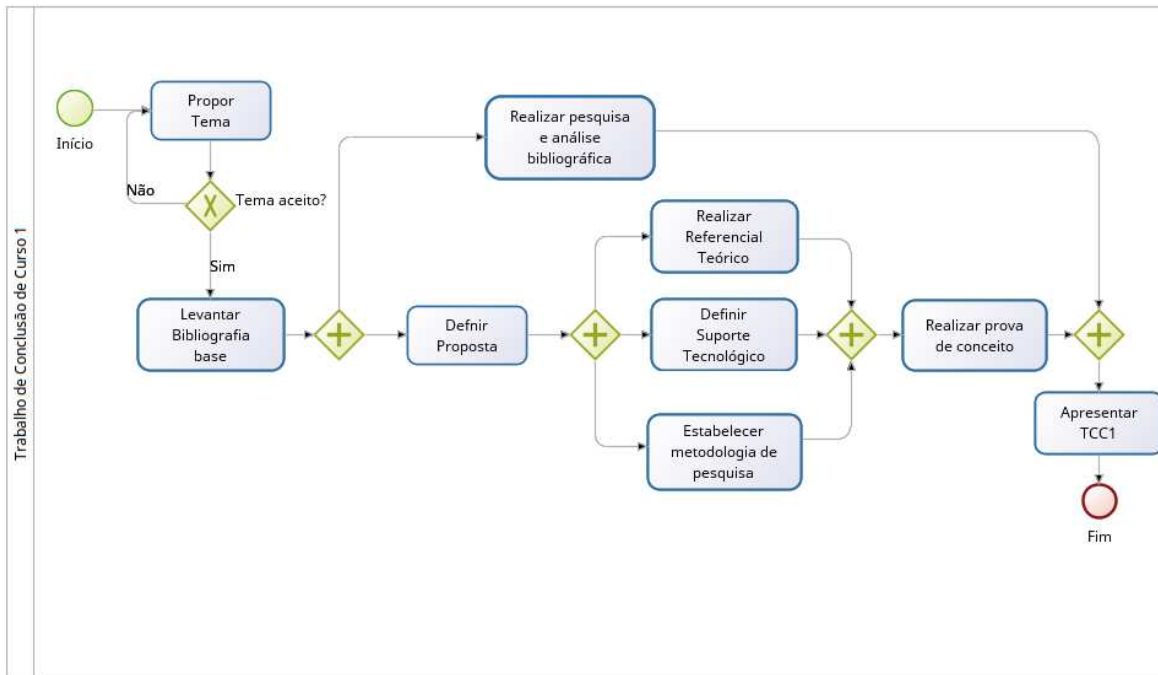 Trabalho de Conclusão de Curso 1
Início
Propor
Tema
Não
Tema aceito?
Sim
Levantar
Bibliografia
base
Realizar pesquisa
e análise
bibliográfica
Defnir
Proposta
Realizar
Referencial
Teórico
Definir
Suporte
Tecnológico
Estabelecer
metodologia de
pesquisa
Realizar prova
de conceito
Apresentar
TCC1
Fim